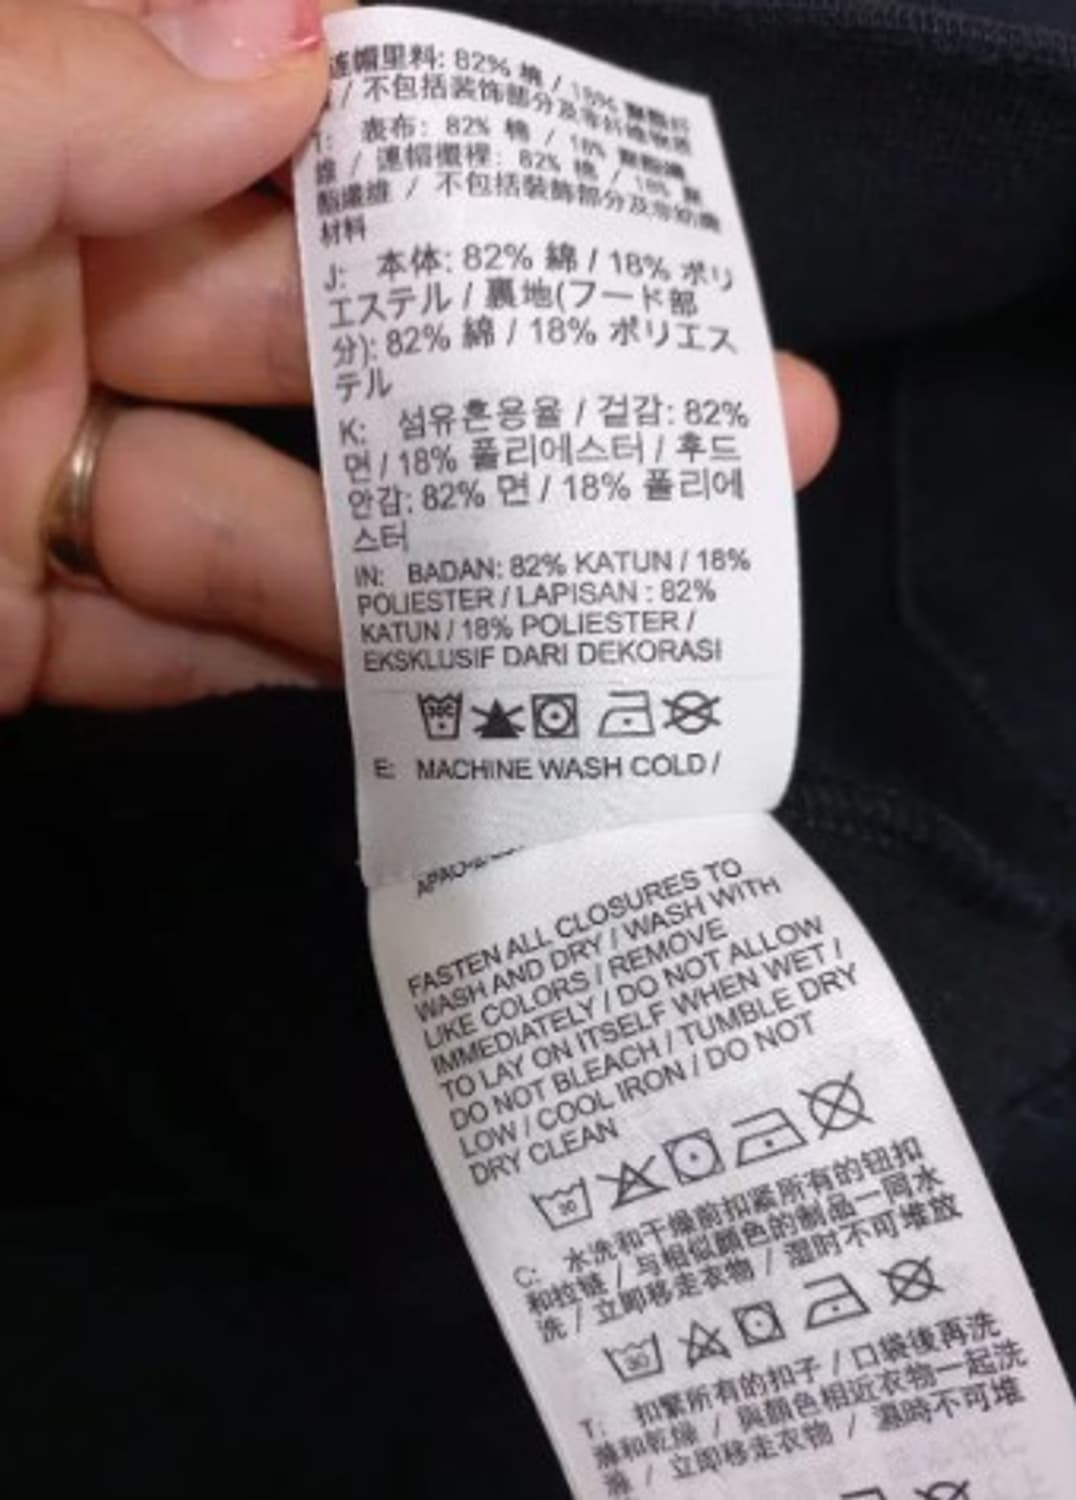 連帽里料: 82% 棉 / 18% 聚酯纤
/ 不包括装饰部分及非纺织物质
T: 表布: 82% 棉 / 18% 聚酯纖
維 / 連帽襯裡: 82% 棉 / 18% 聚
酯纖維 / 不包括裝飾部分及非紡織
材料
J: 本体: 82% 綿 / 18% ポリ
エステル / 裏地(フード部
分): 82% 綿 / 18% ポリエス
テル
K: 섬유혼용율 / 겉감: 82%
면 / 18% 폴리에스터 / 후드
안감: 82% 면 / 18% 폴리에
스터
IN: BADAN: 82% KATUN / 18%
POLIESTER / LAPISAN : 82%
KATUN / 18% POLIESTER /
EKSKLUSIF DARI DEKORASI
30C
E: MACHINE WASH COLD /
FASTEN ALL CLOSURES TO
WASH AND DRY / WASH WITH
LIKE COLORS / REMOVE
IMMEDIATELY / DO NOT ALLOW
TO LAY ON ITSELF WHEN WET /
DO NOT BLEACH / TUMBLE DRY
LOW / COOL IRON / DO NOT
DRY CLEAN
30
C: 水洗和干燥前扣紧所有的钮扣
和拉链 / 与相似颜色的制品一同水
洗 / 立即移走衣物 / 湿时不可堆放
30
T: 扣緊所有的扣子 / 口袋後再洗
滌和乾燥 / 與顏色相近衣物一起洗
滌 / 立即移走衣物 / 濕時不可堆